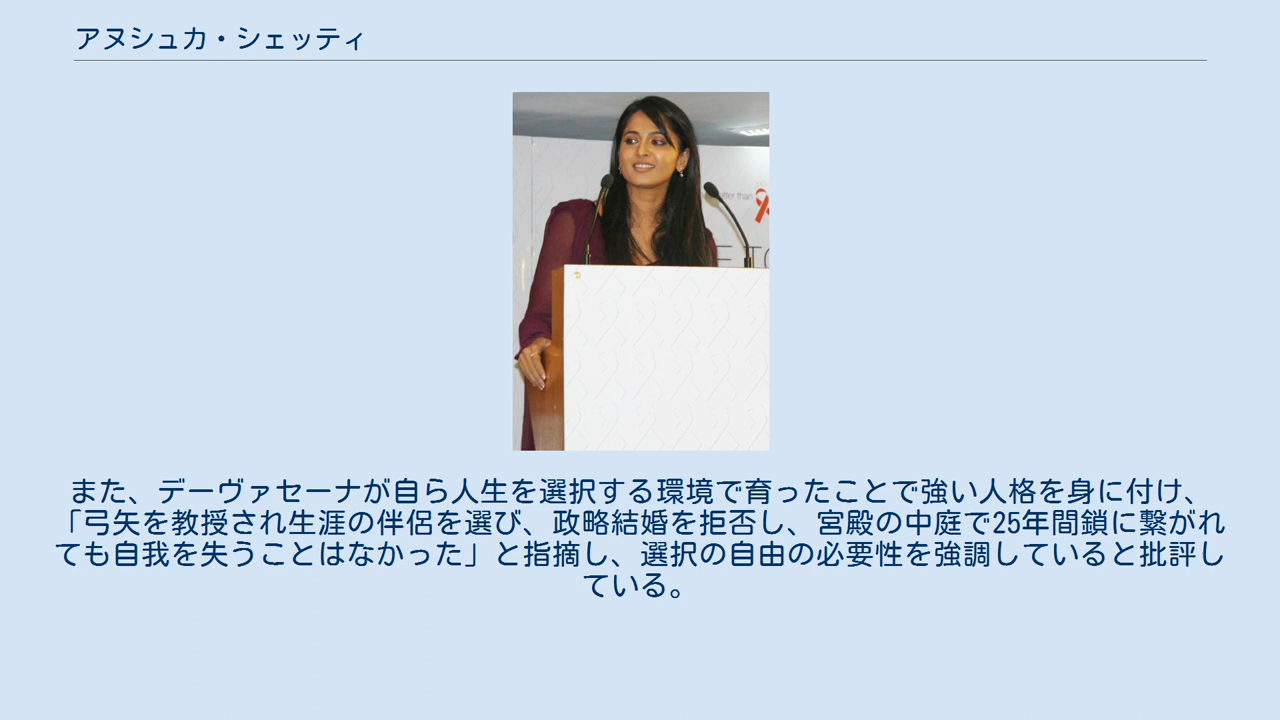 アヌシュカ・シェッティ
tter than
E TO
また、デーヴァセーナが自ら人生を選択する環境で育ったことで強い人格を身に付け、
「弓矢を教授され生涯の伴侶を選び、政略結婚を拒否し、宮殿の中庭で25年間鎖に繋がれ
ても自我を失うことはなかった」と指摘し、選択の自由の必要性を強調していると批評し
ている。